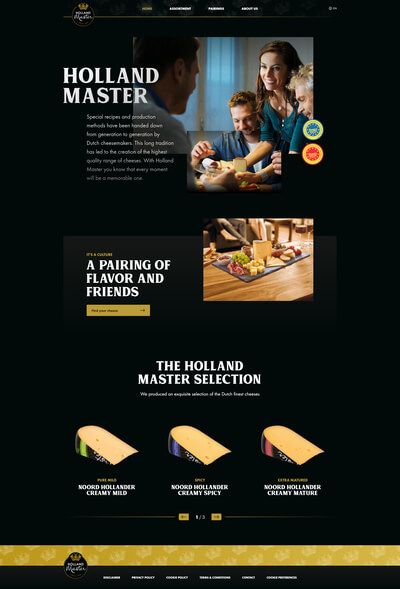 HOLLAND
Master
HOME
ASSORTMENT
PAIRINGS
ABOUT US
EN
HOLLAND
MASTER
Special recipes and production
methods have been handed down
from generation to generation by
Dutch cheesemakers. This long tradition
has led to the creation of the highest
quality range of cheeses. With Holland
Master you know that every moment
will be a memorable one
IT'S A CULTURE
A PAIRING OF
FLAVOR AND
FRIENDS
Find your cheese
THE HOLLAND
MASTER SELECTION
We produced an exquisite selection of the Dutch finest cheeses
PURE MILD
NOORD HOLLANDER
CREAMY MILD
SPICY
NOORD HOLLANDER
CREAMY SPICY
EXTRA MATURED
NOORD HOLLANDER
CREAMY MATURE
1 / 3
HOLLAND
Master
DISCLAIMER
PRIVACY POLICY
COOKIE POLICY
TERMS & CONDITIONS
CONTACT
COOKIE PREFERENCES